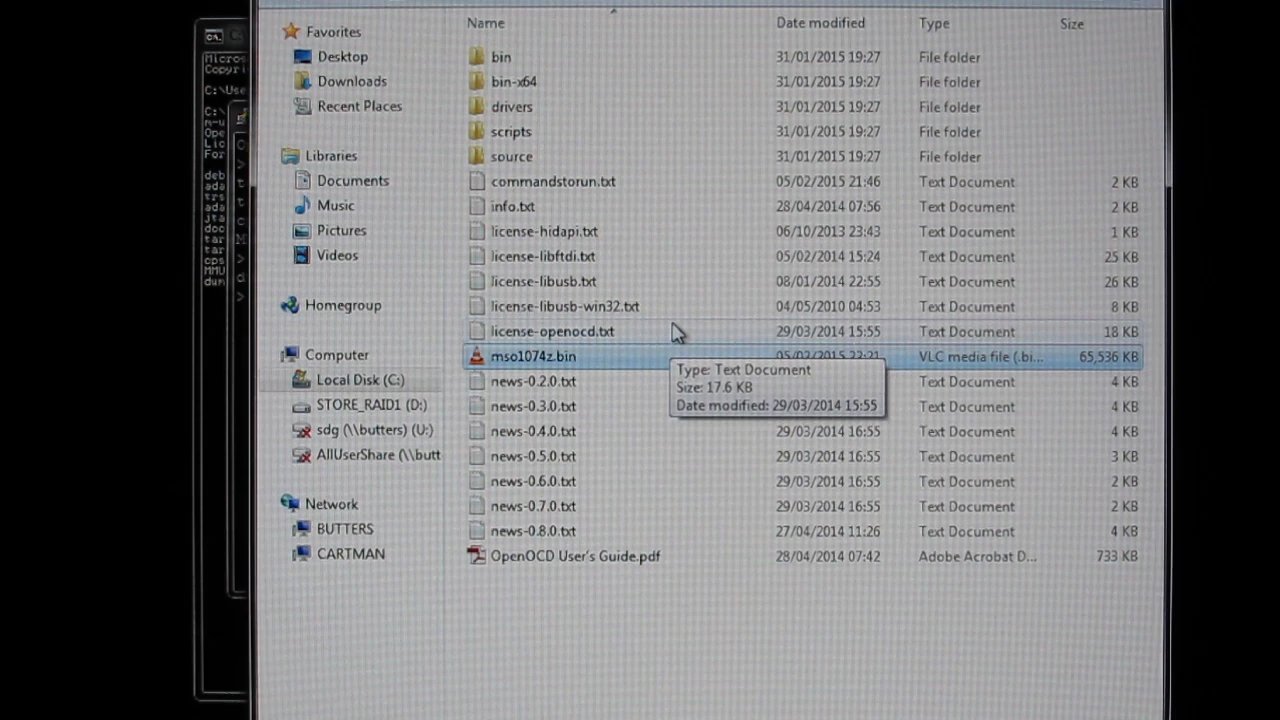 Name Date modified Type Size
Favorites
Desktop
Downloads
Recent Places
Libraries
Documents
Music
Pictures
Videos
Homegroup
Computer
Local Disk (C:)
STORE_RAID1 (D:)
sdg (\\butters) (U:)
AllUserShare (\\butt
Network
BUTTERS
CARTMAN
bin 31/01/2015 19:27 File folder
bin-x64 31/01/2015 19:27 File folder
drivers 31/01/2015 19:27 File folder
scripts 31/01/2015 19:27 File folder
source 31/01/2015 19:27 File folder
commandstorun.txt 05/02/2015 21:46 Text Document 2 KB
info.txt 28/04/2014 07:56 Text Document 2 KB
license-hidapi.txt 06/10/2013 23:43 Text Document 1 KB
license-libftdi.txt 05/02/2014 15:24 Text Document 25 KB
license-libusb.txt 08/01/2014 22:55 Text Document 26 KB
license-libusb-win32.txt 04/05/2010 04:53 Text Document 8 KB
license-openocd.txt 29/03/2014 15:55 Text Document 18 KB
mso1074z.bin 05/02/2015 22:21 VLC media file (.bi... 65,536 KB
Type: Text Document
Size: 17.6 KB
Date modified: 29/03/2014 15:55
news-0.2.0.txt Text Document 4 KB
news-0.3.0.txt Text Document 4 KB
news-0.4.0.txt 29/03/2014 16:55 Text Document 4 KB
news-0.5.0.txt 29/03/2014 16:55 Text Document 3 KB
news-0.6.0.txt 29/03/2014 16:55 Text Document 2 KB
news-0.7.0.txt 29/03/2014 16:55 Text Document 2 KB
news-0.8.0.txt 27/04/2014 11:26 Text Document 4 KB
OpenOCD User's Guide.pdf 28/04/2014 07:42 Adobe Acrobat D... 733 KB